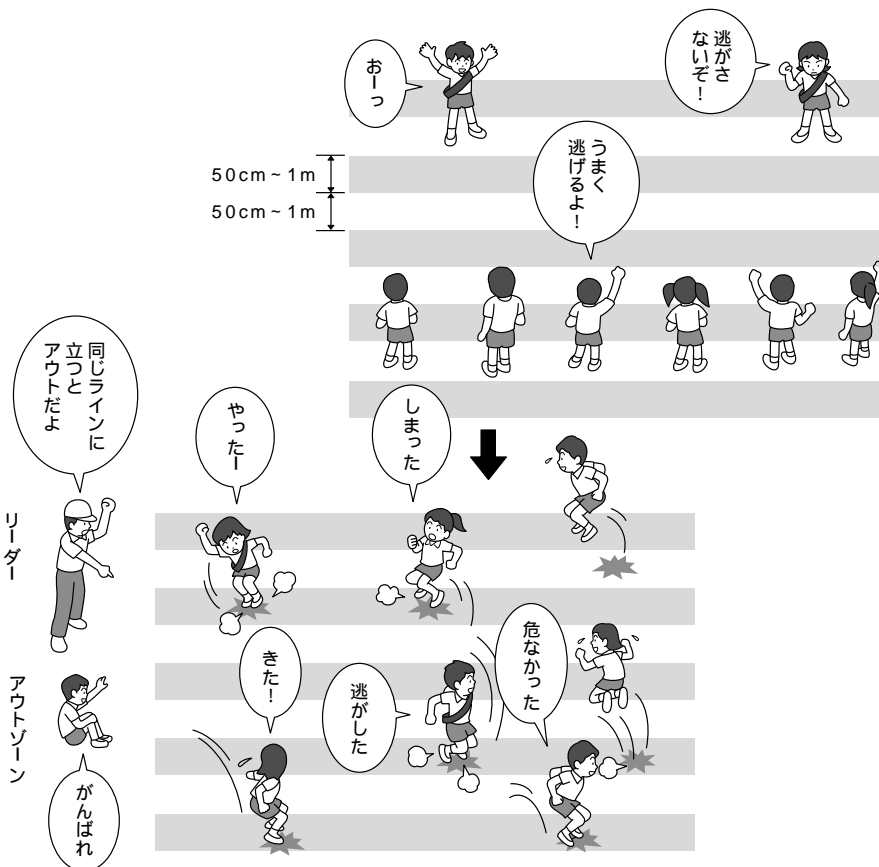 おーっ
逃がさ
ないぞ！
うまく
逃げるよ！
50cm~1m
50cm~1m
同じラインに
立つと
アウトだよ
やったー
しまった
リーダー
きた！
逃がした
危なかった
アウトゾーン
がんばれ